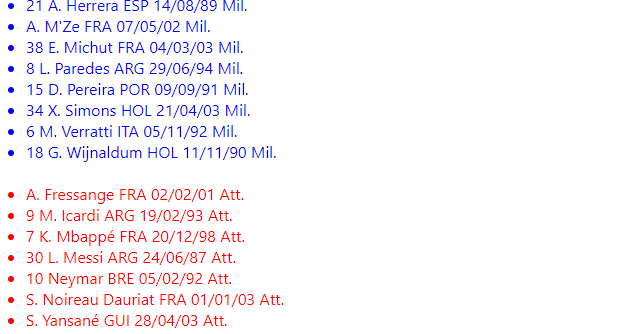 21 A. Herrera ESP 14/08/89 Mil.
A. M'Ze FRA 07/05/02 Mil.
38 E. Michut FRA 04/03/03 Mil.
8 L. Paredes ARG 29/06/94 Mil.
15 D. Pereira POR 09/09/91 Mil.
34 X. Simons HOL 21/04/03 Mil.
6 M. Verratti ITA 05/11/92 Mil.
18 G. Wijnaldum HOL 11/11/90 Mil.
A. Fressange FRA 02/02/01 Att.
9 M. Icardi ARG 19/02/93 Att.
7 K. Mbappé FRA 20/12/98 Att.
30 L. Messi ARG 24/06/87 Att.
10 Neymar BRE 05/02/92 Att.
S. Noireau Dauriat FRA 01/01/03 Att.
S. Yansané GUI 28/04/03 Att.